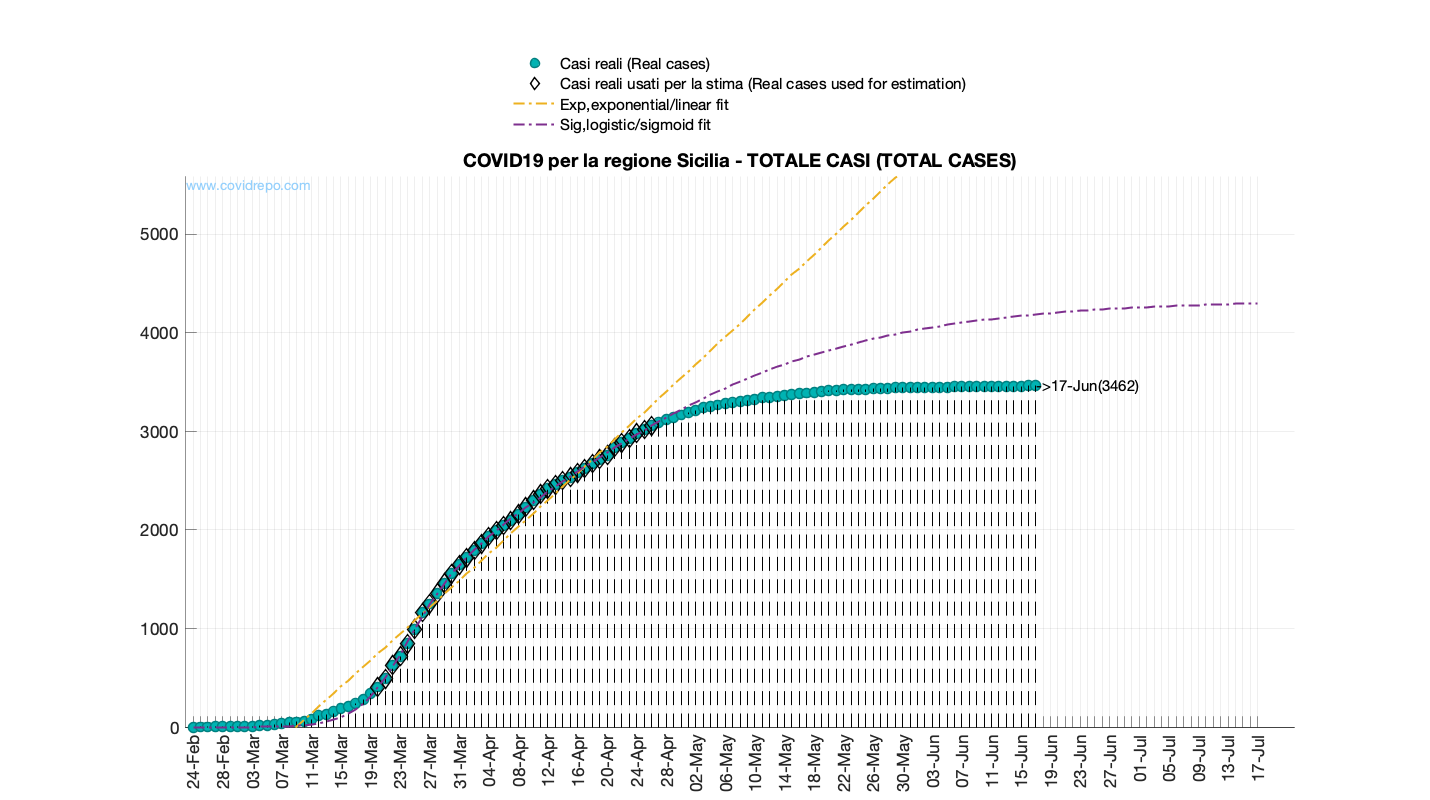 Casi reali (Real cases)
Casi reali usati per la stima (Real cases used for estimation)
Exp,exponential/linear fit
Sig,logistic/sigmoid fit
COVID19 per la regione Sicilia - TOTALE CASI (TOTAL CASES)
www.covidrepo.com
5000
4000
3000
2000
1000
0
>17-Jun(3462)
24-Feb
28-Feb
03-Mar
07-Mar
11-Mar
15-Mar
19-Mar
23-Mar
27-Mar
31-Mar
04-Apr
08-Apr
12-Apr
16-Apr
20-Apr
24-Apr
28-Apr
02-May
06-May
10-May
14-May
18-May
22-May
26-May
30-May
03-Jun
07-Jun
11-Jun
15-Jun
19-Jun
23-Jun
27-Jun
01-Jul
05-Jul
09-Jul
13-Jul
17-Jul